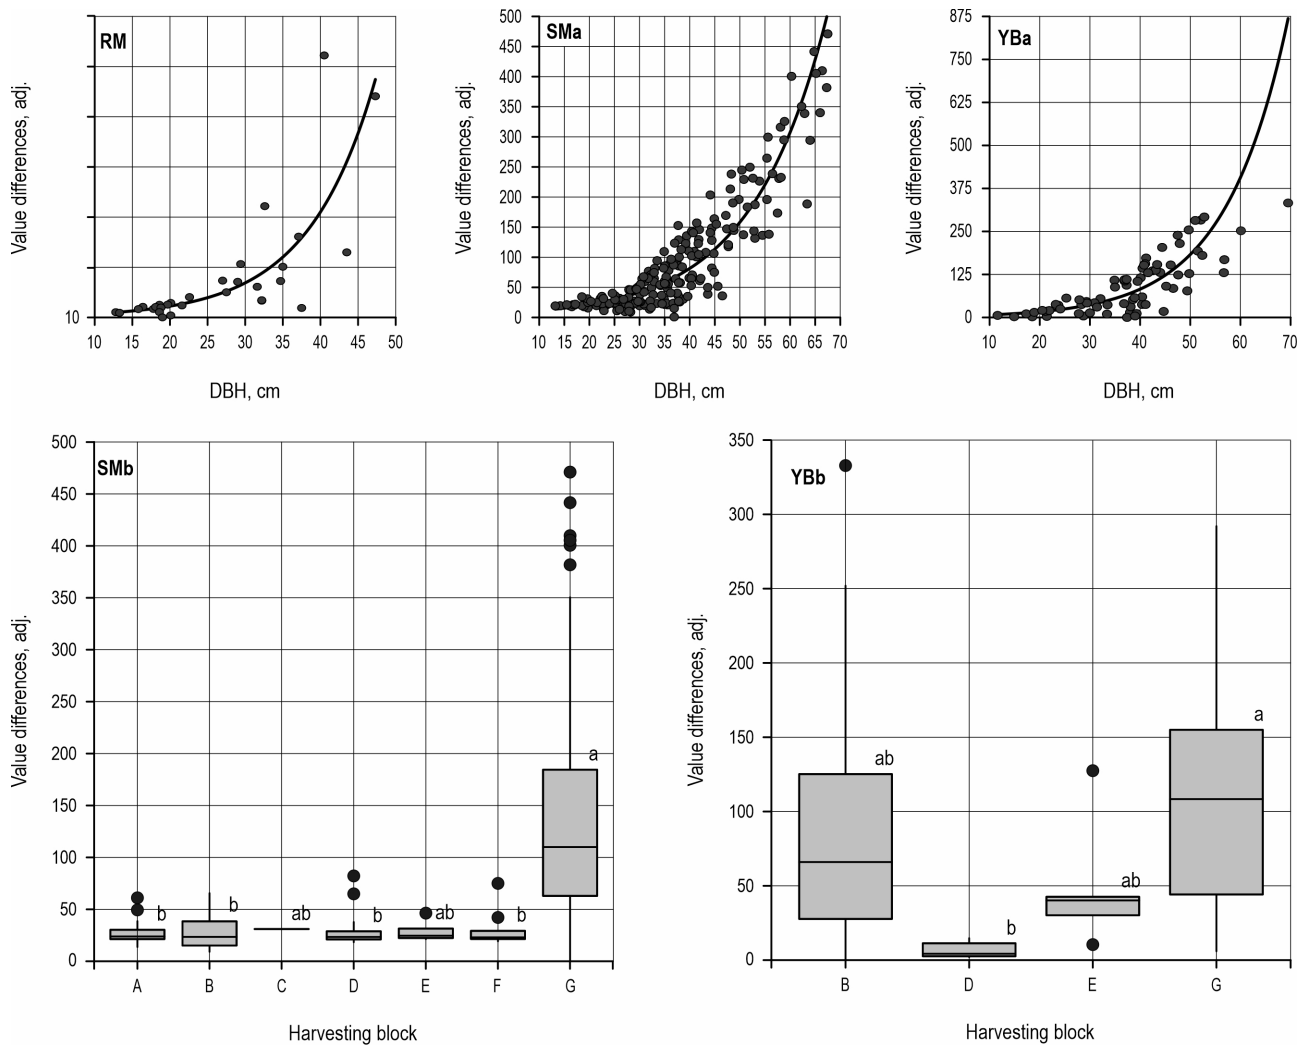 RM
Value differences, adj.
10
10 15 20 25 30 35 40 45 50
DBH, cm
SMa
Value differences, adj.
500
450
400
350
300
250
200
150
100
50
0
10 15 20 25 30 32 35 40 45 50 55 60 65 70
DBH, cm
YBa
Value differences, adj.
875
750
625
500
375
250
125
0
10 20 30 40 50 60 70
DBH, cm
SMb
Value differences, adj.
500
450
400
350
300
250
200
150
100
50
0
b b ab b ab b a
A B C D E F G
Harvesting block
YBb
Value differences, adj.
350
300
250
200
150
100
50
0
ab b ab a
B D E G
Harvesting block